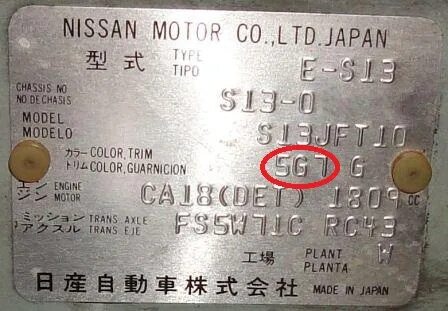 NISSAN MOTOR CO.,LTD.JAPAN
型式 TYPE TIPO E-S13
CHASSIS NO
NO DE CHASIS S13-0
MODEL
MODELO S13JFT10
カラー COLOR,TRIM
トリム COLOR,GUARNICION 5G7 G
エンジン ENGINE MOTOR CA18(DET) 1809 CC
ミッション TRANS. AXLE
アクスル TRANS. EJE FS5W71C RC43
工場 PLANT PLANTA W
日産自動車株式会社 MADE IN JAPAN